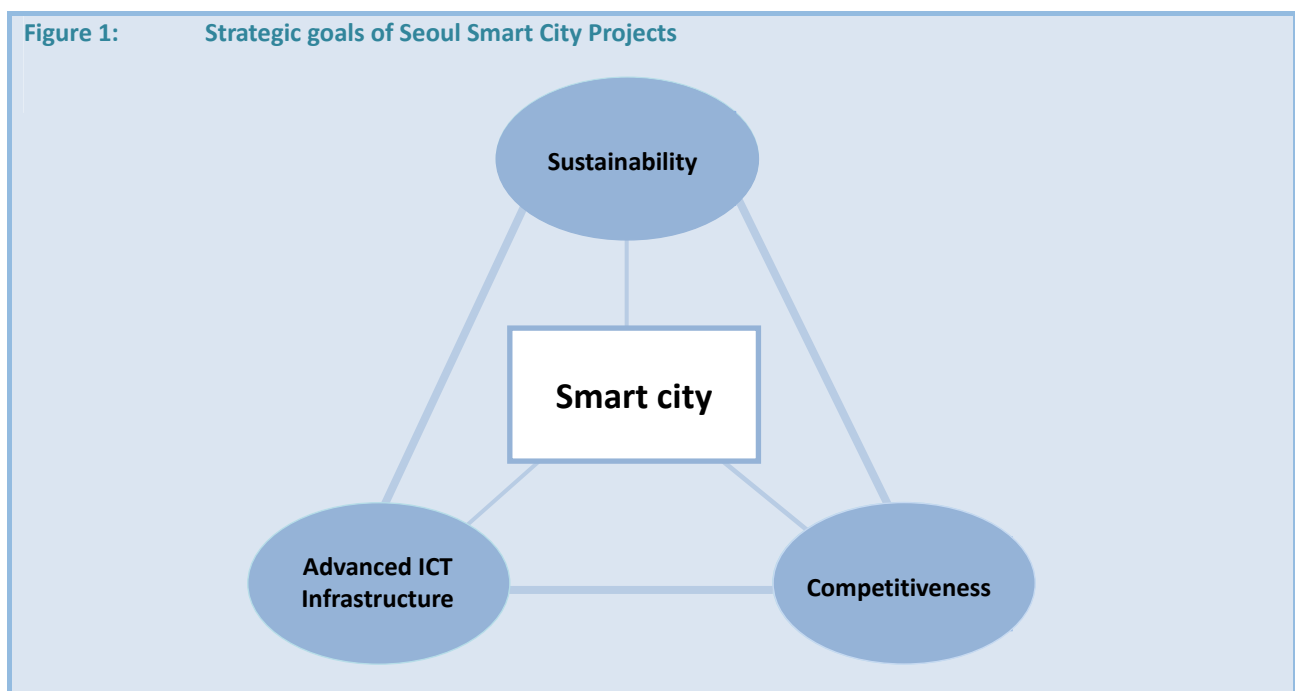 Figure 1: Strategic goals of Seoul Smart City Projects
Sustainability
Smart city
Advanced ICT
Infrastructure
Competitiveness